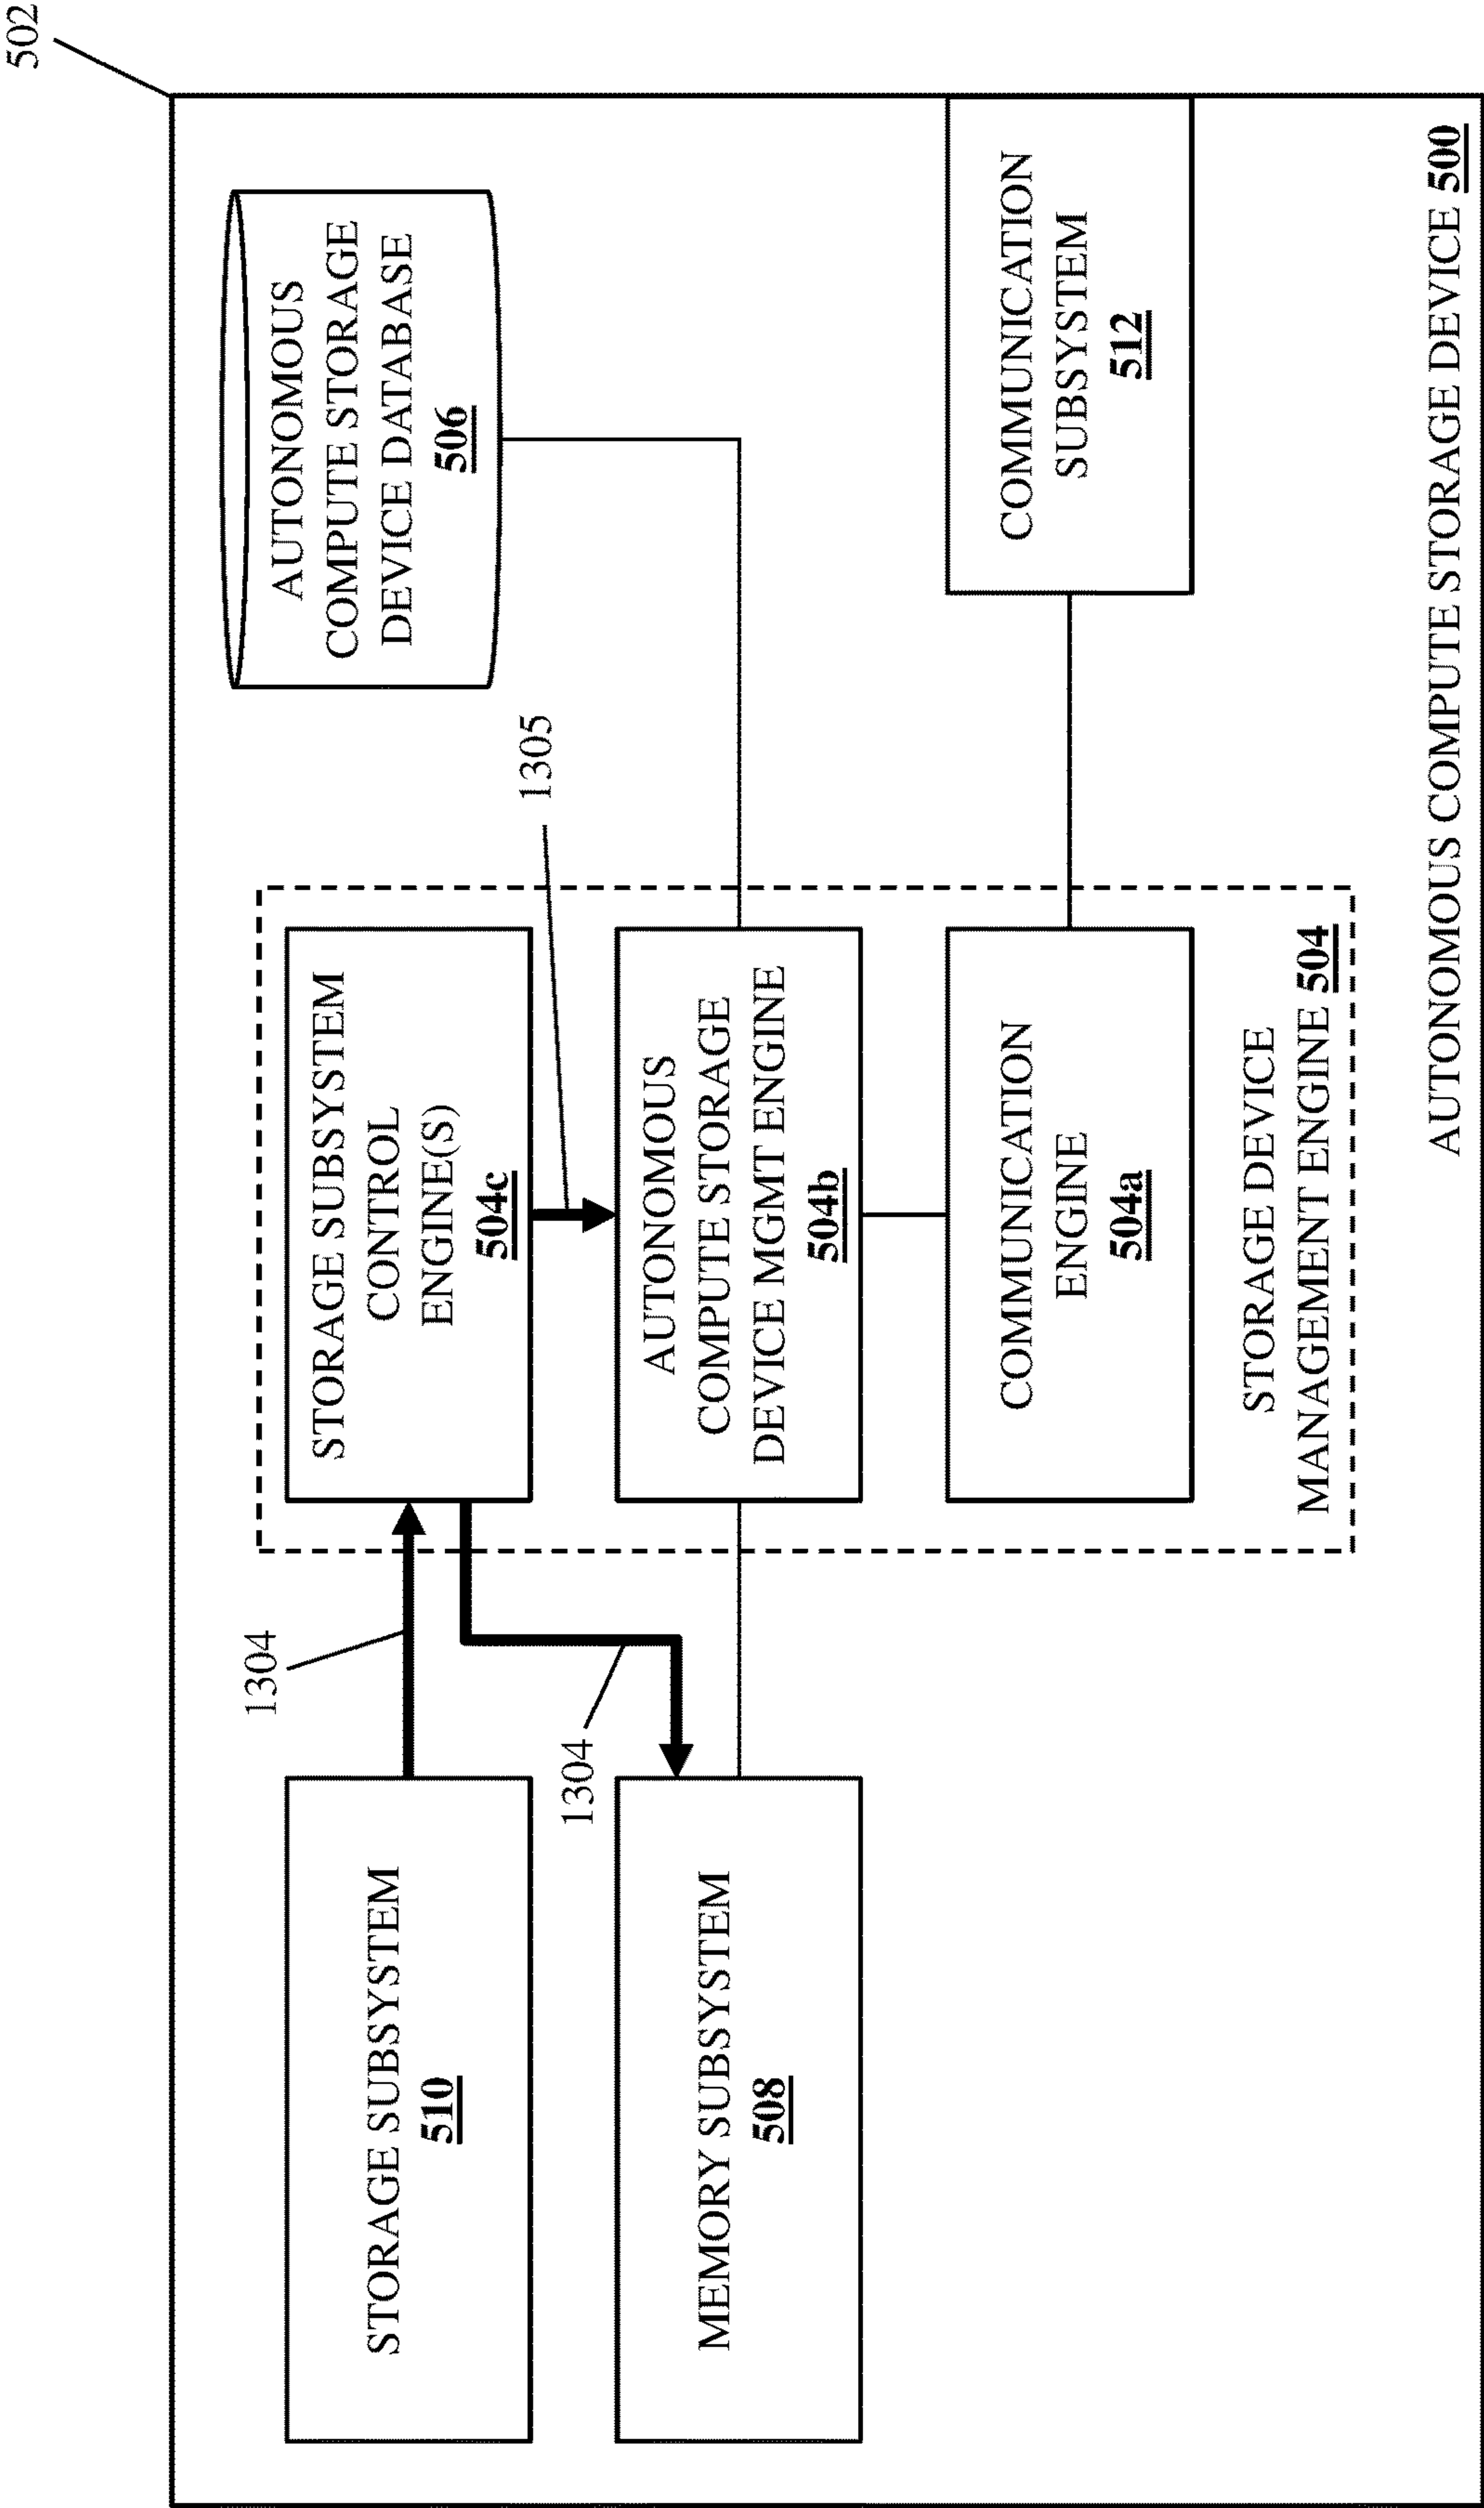 502
AUTONOMOUS
COMPUTE STORAGE
DEVICE DATABASE
506
1304
STORAGE SUBSYSTEM
510
STORAGE SUBSYSTEM
CONTROL
ENGINE(S)
504c
1305
1304
MEMORY SUBSYSTEM
508
AUTONOMOUS
COMPUTE STORAGE
DEVICE MGMT ENGINE
504b
COMMUNICATION
ENGINE
504a
COMMUNICATION
SUBSYSTEM
512
STORAGE DEVICE
MANAGEMENT ENGINE 504
AUTONOMOUS COMPUTE STORAGE DEVICE 500